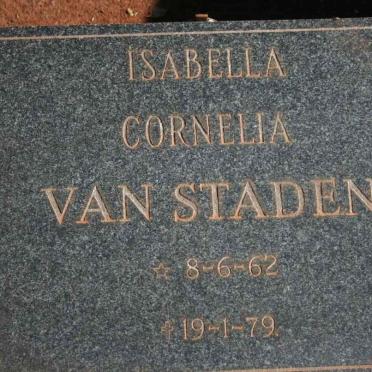 ISABELLA
CORNELIA
VAN STADEN
☆ 8-6-62
✝ 19-1-79.